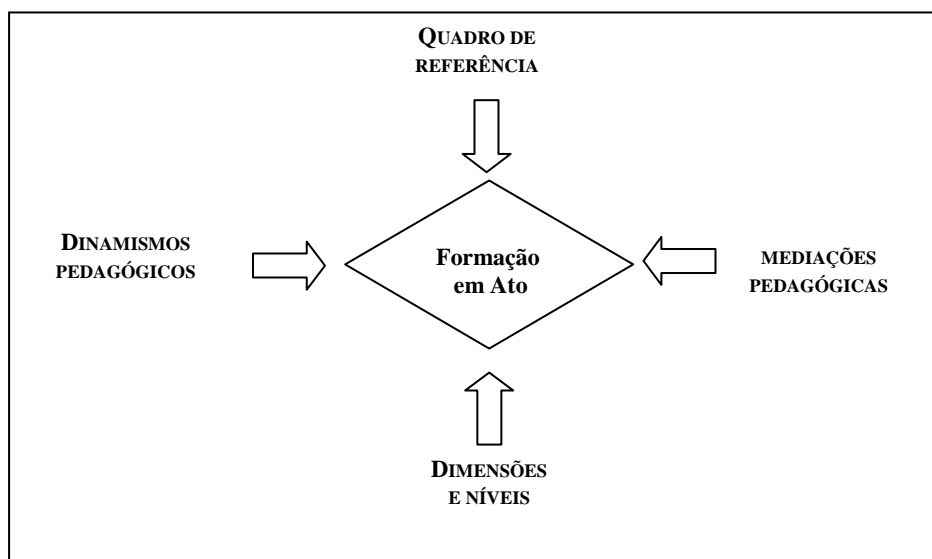 QUADRO DE
REFERÊNCIA
DINAMISMOS
PEDAGÓGICOS
Formação
em Ato
MEDIAÇÕES
PEDAGÓGICAS
DIMENSÕES
E NÍVEIS